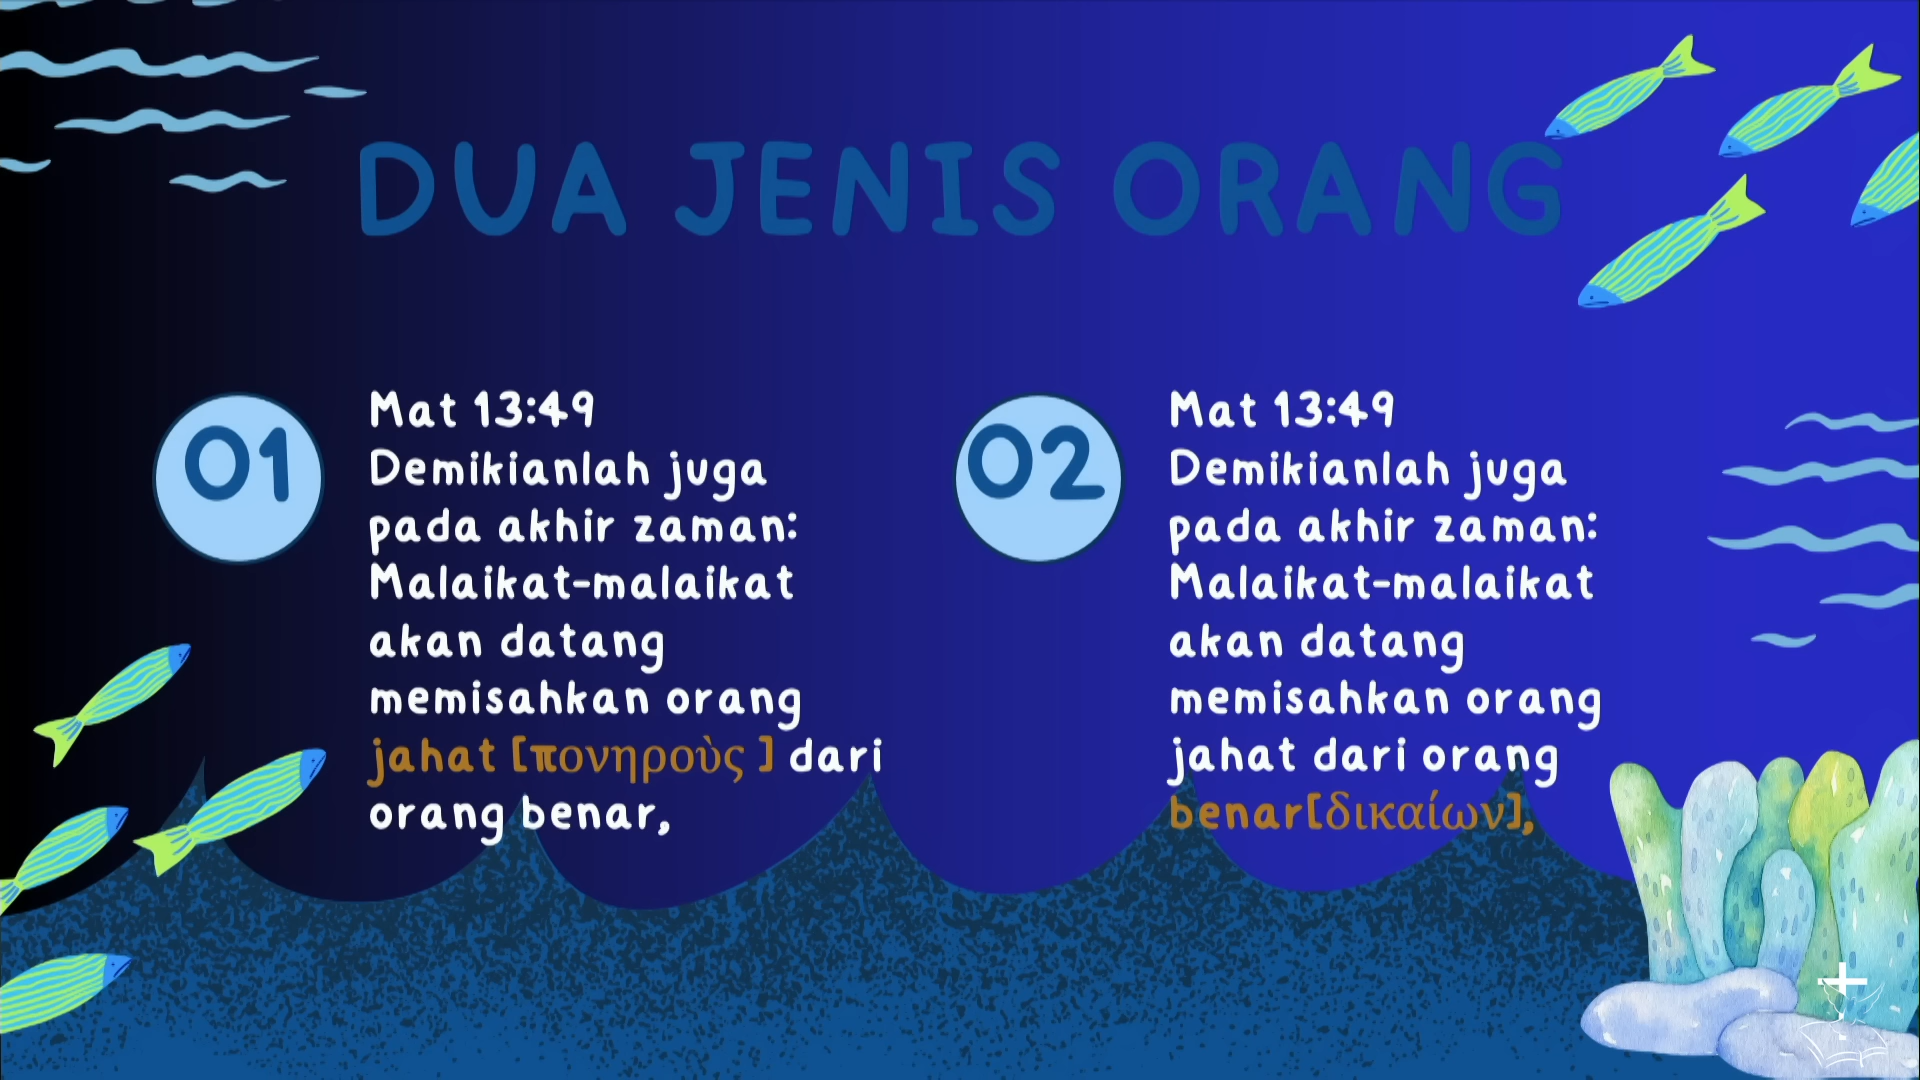 DUA JENIS ORANG
01
Mat 13:49
Demikianlah juga
pada akhir zaman:
Malaikat-malaikat
akan datang
memisahkan orang
jahat [πονηροὺς ] dari
orang benar,
02
Mat 13:49
Demikianlah juga
pada akhir zaman:
Malaikat-malaikat
akan datang
memisahkan orang
jahat dari orang
benar[δικαίων],